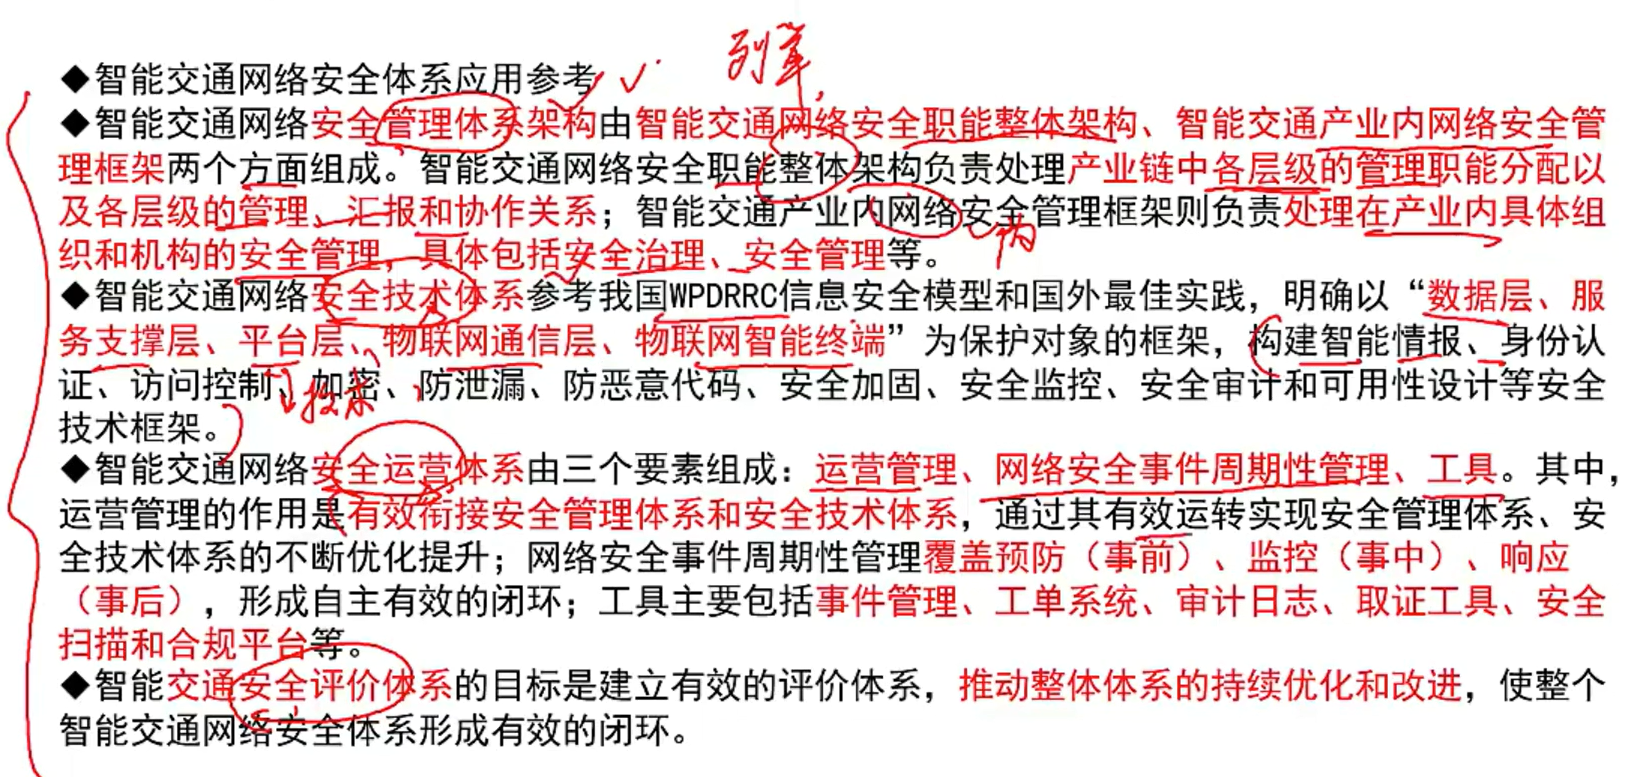 列举
◆智能交通网络安全体系应用参考
◆智能交通网络安全管理体系架构由智能交通网络安全职能整体架构、智能交通产业内网络安全管
理框架两个方面组成。智能交通网络安全职能整体架构负责处理产业链中各层级的管理职能分配以
及各层级的管理、汇报和协作关系；智能交通产业内网络安全管理框架则负责处理在产业内具体组
织和机构的安全管理，具体包括安全治理、安全管理等。
◆智能交通网络安全技术体系参考我国WPDRRC信息安全模型和国外最佳实践，明确以“数据层、服
务支撑层、平台层、物联网通信层、物联网智能终端”为保护对象的框架，构建智能情报、身份认
证、访问控制、加密、防泄漏、防恶意代码、安全加固、安全监控、安全审计和可用性设计等安全
技术
技术框架。
◆智能交通网络安全运营体系由三个要素组成：运营管理、网络安全事件周期性管理、工具。其中，
运营管理的作用是有效衔接安全管理体系和安全技术体系，通过其有效运转实现安全管理体系、安
全技术体系的不断优化提升；网络安全事件周期性管理覆盖预防（事前）、监控（事中）、响应
（事后），形成自主有效的闭环；工具主要包括事件管理、工单系统、审计日志、取证工具、安全
扫描和合规平台等。
◆智能交通安全评价体系的目标是建立有效的评价体系，推动整体体系的持续优化和改进，使整个
智能交通网络安全体系形成有效的闭环。